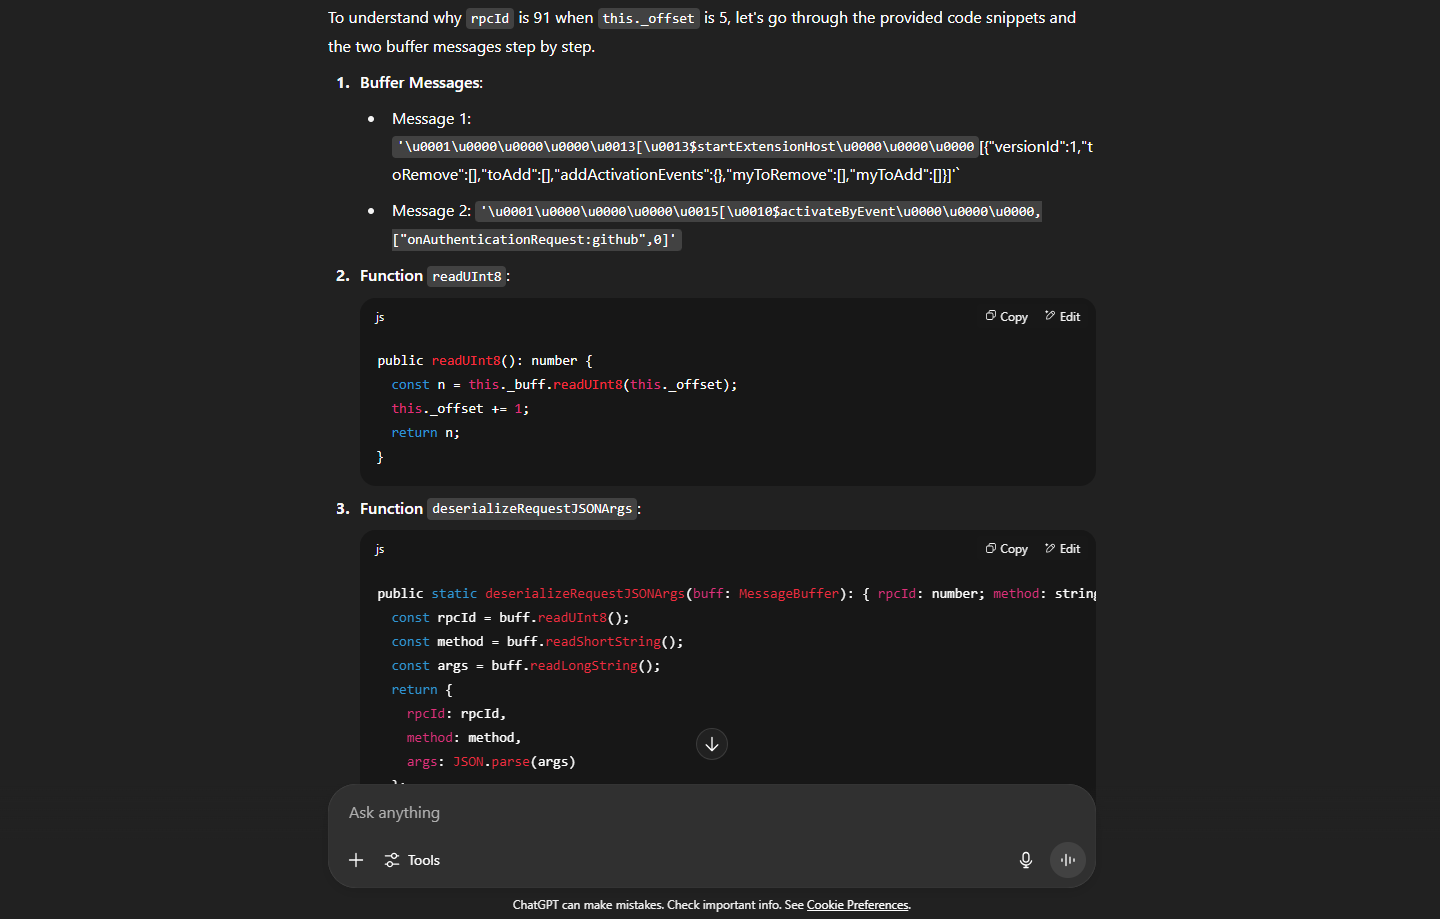 To understand why rpcId is 91 when this._offset is 5, let's go through the provided code snippets and
the two buffer messages step by step.
1. Buffer Messages:
• Message 1:
'\u0001\u0000\u0000\u0000\u0013[\u0013$startExtensionHost\u0000\u0000\u0000 [{"versionId":1,"t
oRemove":[],"toAdd":[],"addActivationEvents":{},"myToRemove":[],"myToAdd":[]}]'`
• Message 2: '\u0001\u0000\u0000\u0000\u0015[\u0010$activateByEvent\u0000\u0000\u0000,
["onAuthenticationRequest:github",0]'
2. Function readUInt8:
js Copy Edit
public readUInt8(): number {
const n = this._buff.readUInt8(this._offset);
this._offset += 1;
return n;
}
3. Function deserializeRequestJSONArgs:
js Copy Edit
public static deserializeRequestJSONArgs(buff: MessageBuffer): { rpcId: number; method: string
const rpcId = buff.readUInt8();
const method = buff.readShortString();
const args = buff.readLongString();
return {
rpcId: rpcId,
method: method,
args: JSON.parse(args)
Ask anything
Tools
ChatGPT can make mistakes. Check important info. See Cookie Preferences.